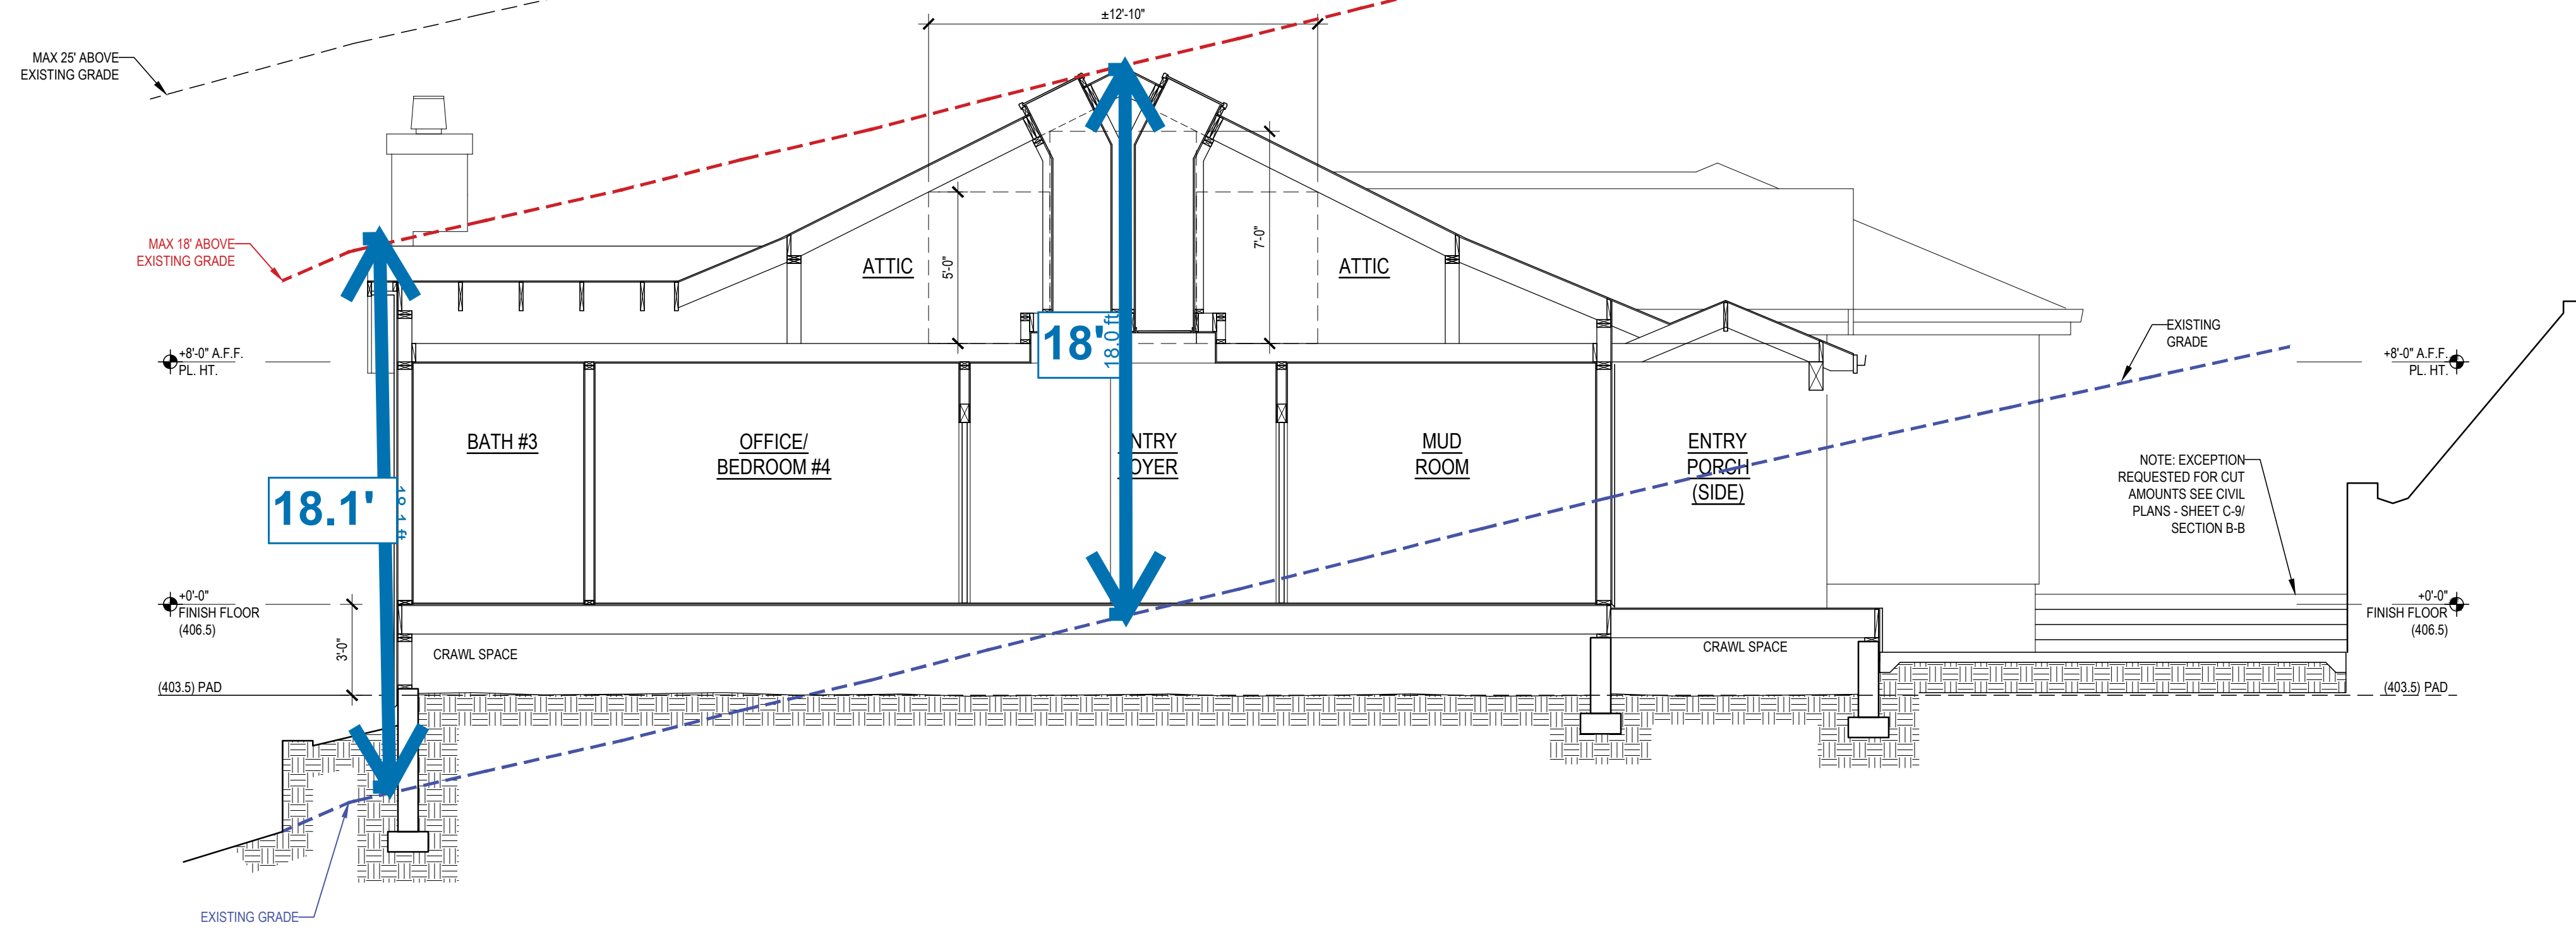 ±12'-10"
MAX 25' ABOVE
EXISTING GRADE
MAX 18' ABOVE
EXISTING GRADE
ATTIC
5'-0"
7'-0"
ATTIC
18'
18.0 ft
EXISTING
GRADE
+8'-0" A.F.F.
PL. HT.
+8'-0" A.F.F.
PL. HT.
BATH #3
OFFICE/
BEDROOM #4
NTRY
OYER
MUD
ROOM
ENTRY
PORCH
(SIDE)
NOTE: EXCEPTION
REQUESTED FOR CUT
AMOUNTS SEE CIVIL
PLANS - SHEET C-9/
SECTION B-B
18.1'
18.1 ft
+0'-0"
FINISH FLOOR
(406.5)
+0'-0"
FINISH FLOOR
(406.5)
3'-0"
CRAWL SPACE
CRAWL SPACE
(403.5) PAD
(403.5) PAD
EXISTING GRADE